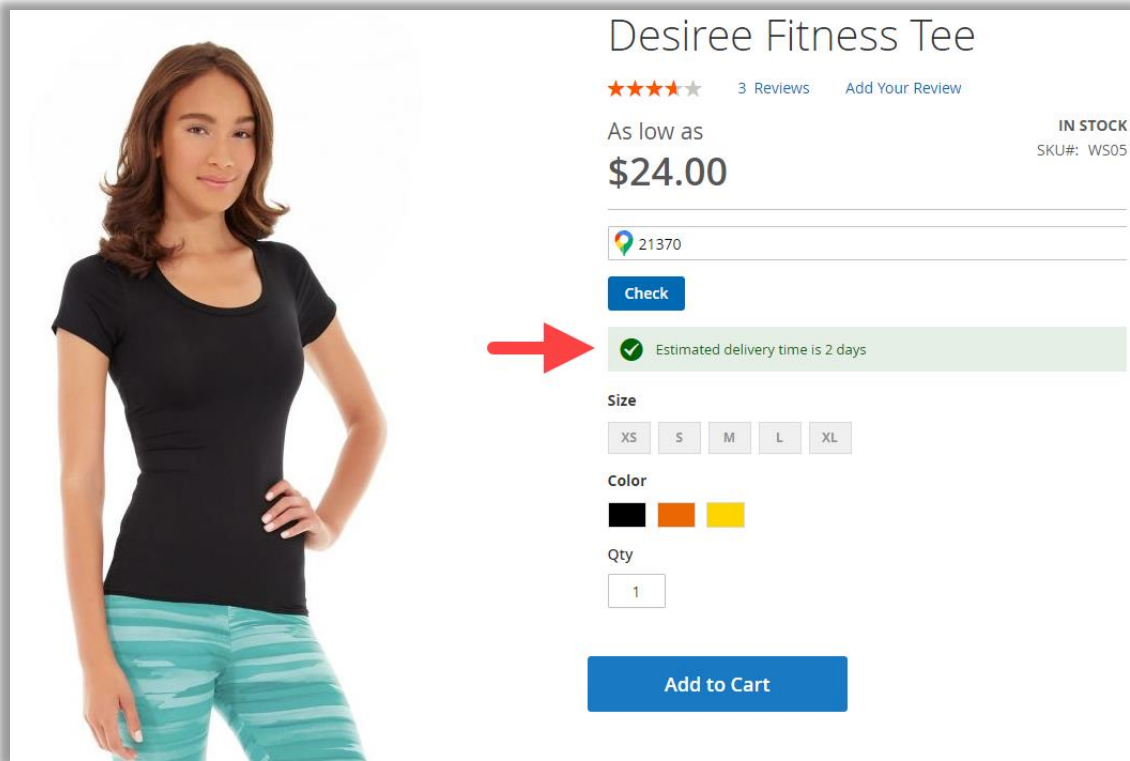 Desiree Fitness Tee
3 Reviews Add Your Review
As low as
IN STOCK
$24.00
SKU#: WS05
21370
Check
Estimated delivery time is 2 days
Size
XS S M L XL
Color
Qty
1
Add to Cart